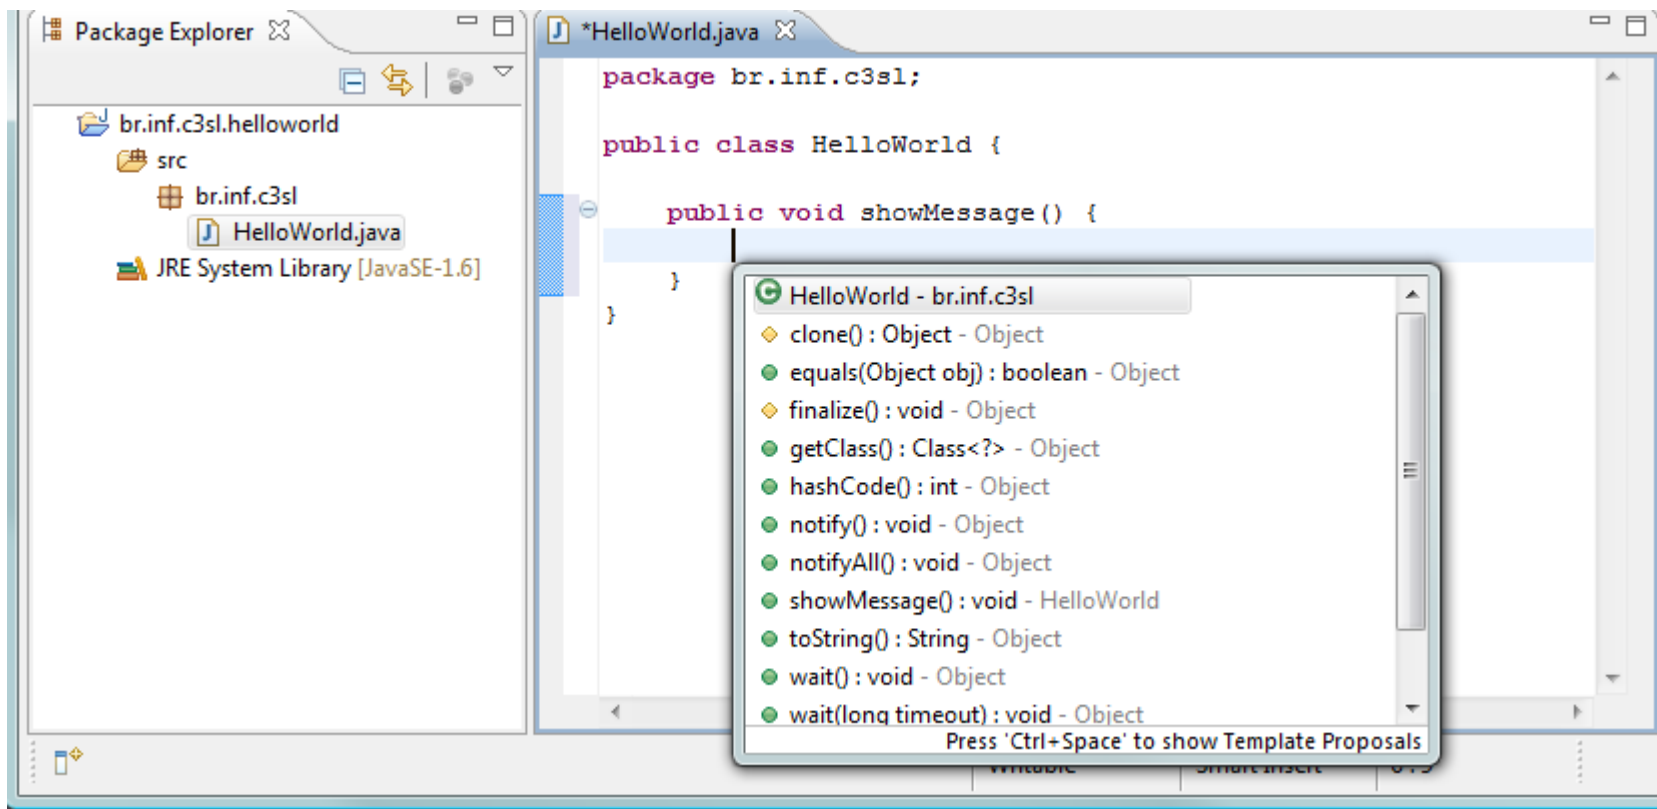 Package Explorer
br.inf.c3sl.helloworld
src
br.inf.c3sl
HelloWorld.java
JRE System Library [JavaSE-1.6]
*HelloWorld.java
package br.inf.c3sl;
public class HelloWorld {
public void showMessage() {
}
}
HelloWorld - br.inf.c3sl
clone() : Object - Object
equals(Object obj) : boolean - Object
finalize() : void - Object
getClass() : Class<?> - Object
hashCode() : int - Object
notify() : void - Object
notifyAll() : void - Object
showMessage() : void - HelloWorld
toString() : String - Object
wait() : void - Object
wait(long timeout) : void - Object
Press 'Ctrl+Space' to show Template Proposals
Writable Smart Insert